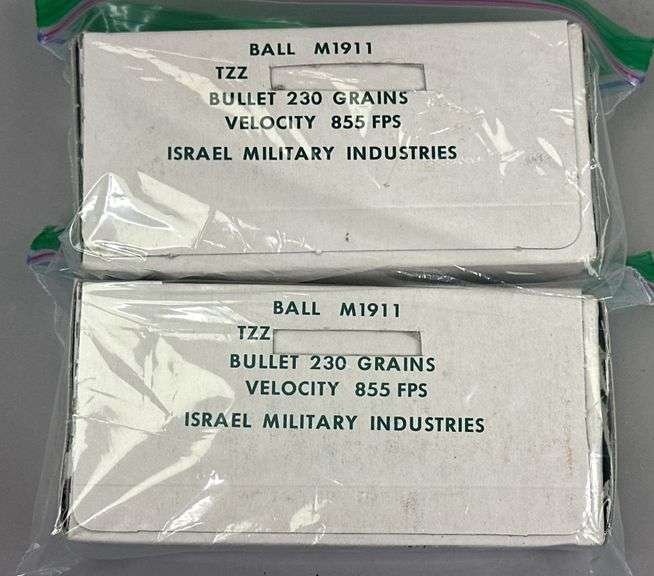 BALL M1911
TZZ
BULLET 230 GRAINS
VELOCITY 855 FPS
ISRAEL MILITARY INDUSTRIES
BALL M1911
TZZ
BULLET 230 GRAINS
VELOCITY 855 FPS
ISRAEL MILITARY INDUSTRIES